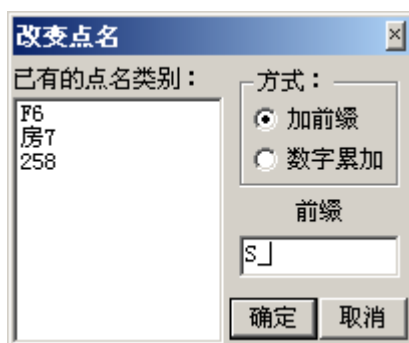 改变点名
已有的点名类别：
F6
房7
258
方式：
加前缀
数字累加
前缀
S_
确定
取消